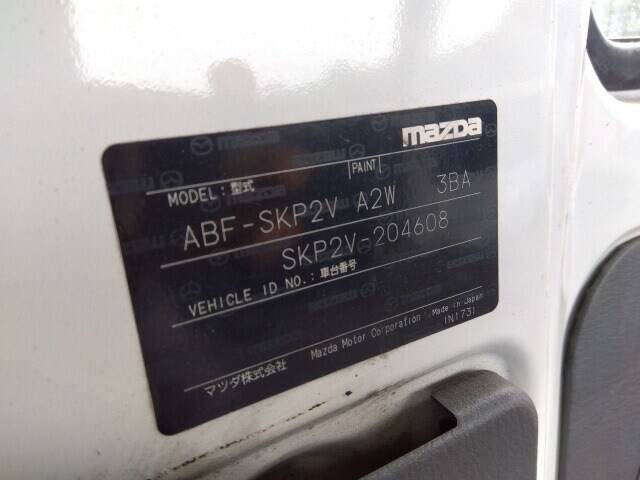 mazda
MODEL : 型式 PAINT
ABF-SKP2V A2W 3BA
SKP2V-204608
VEHICLE ID NO.: 車台番号
マツダ株式会社 Mazda Motor Corporation Made in Japan
1N1731